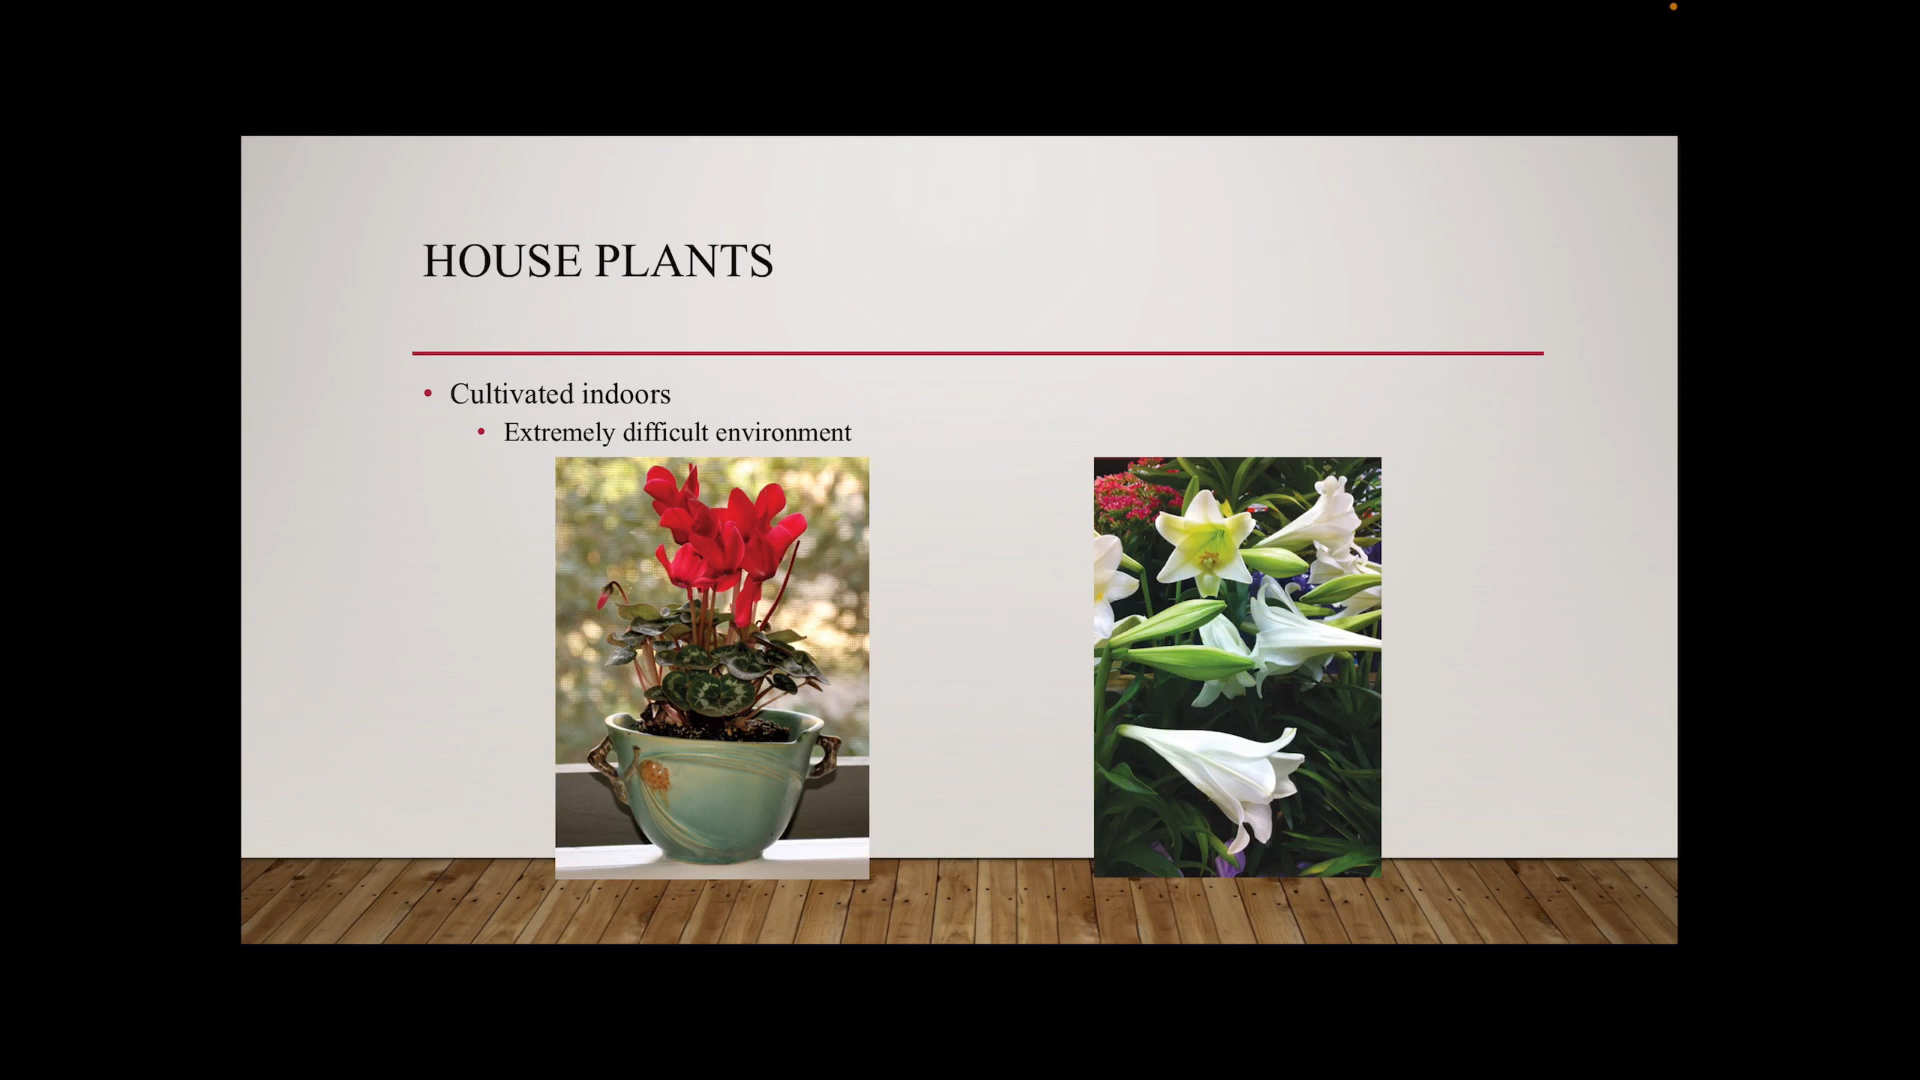 HOUSE PLANTS
• Cultivated indoors
• Extremely difficult environment